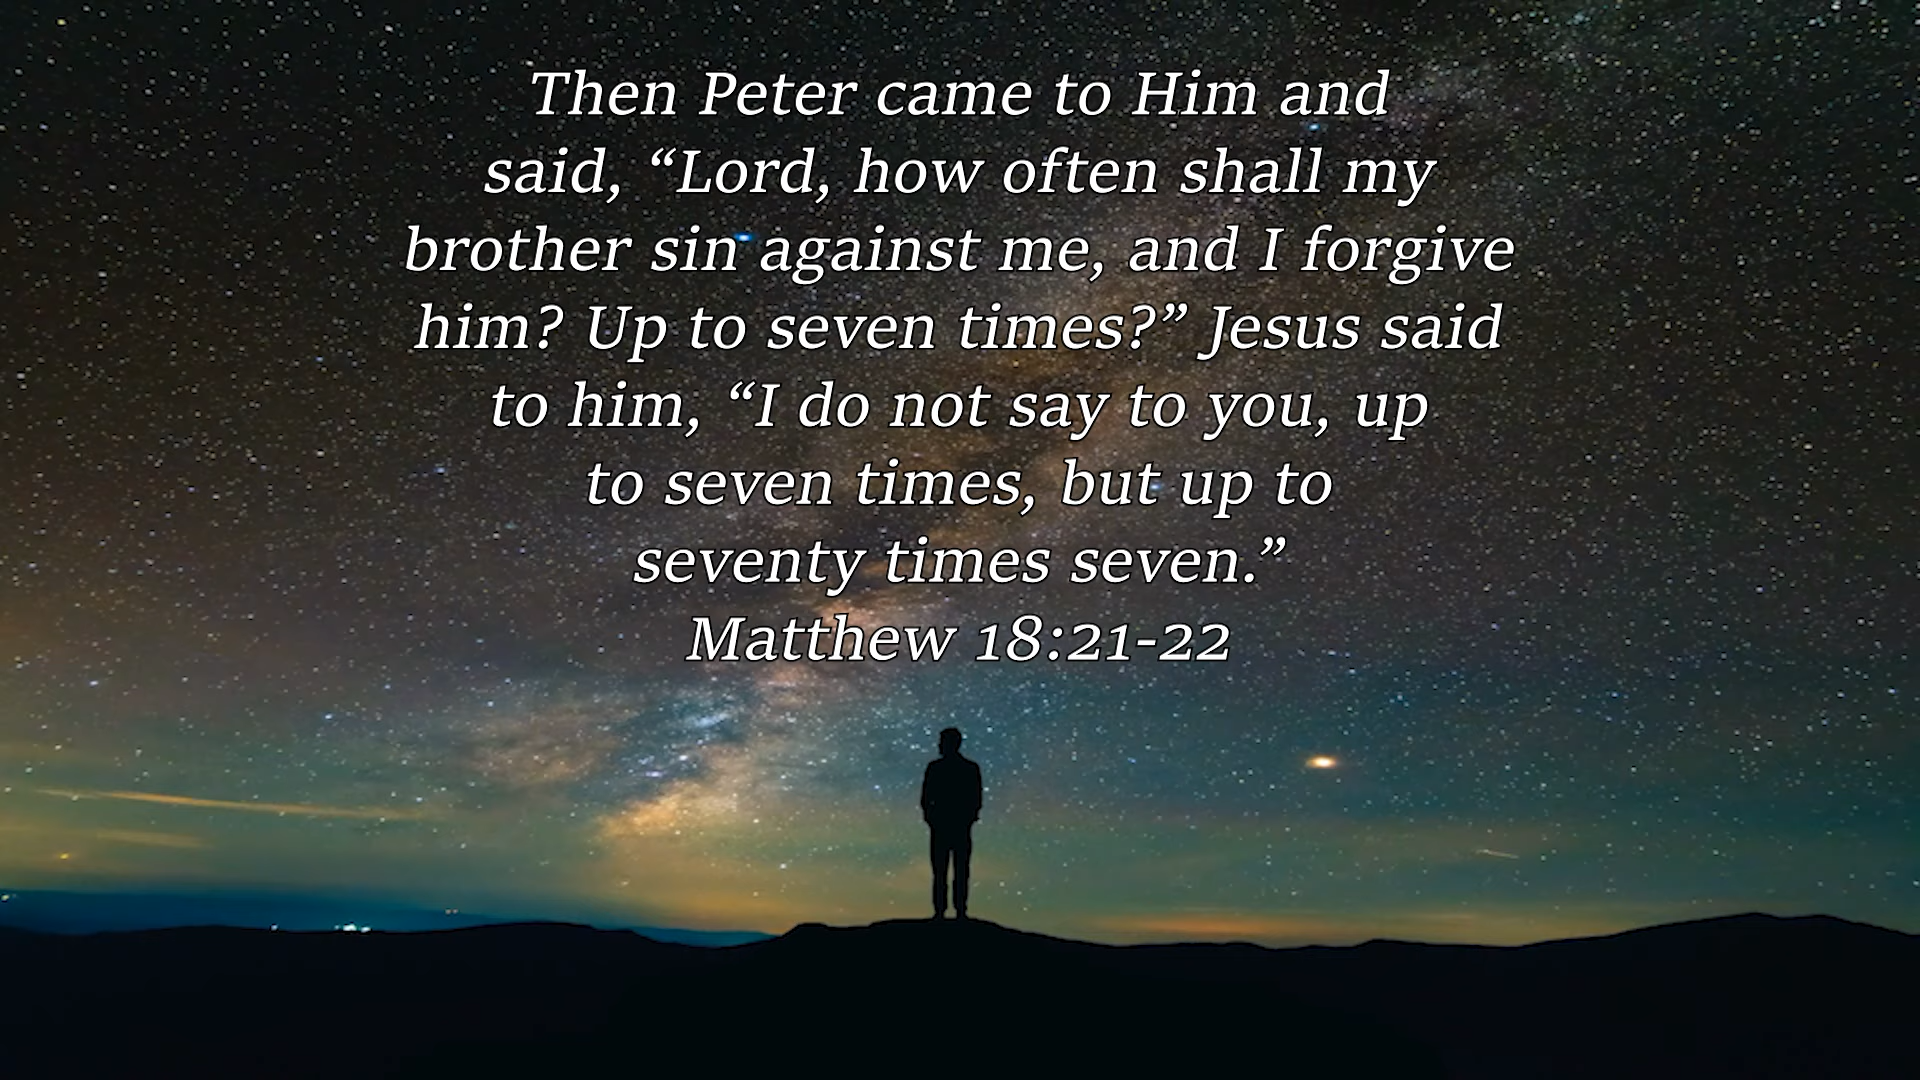 Then Peter came to Him and
said, “Lord, how often shall my
brother sin against me, and I forgive
him? Up to seven times?” Jesus said
to him, “I do not say to you, up
to seven times, but up to
seventy times seven.”
Matthew 18:21-22